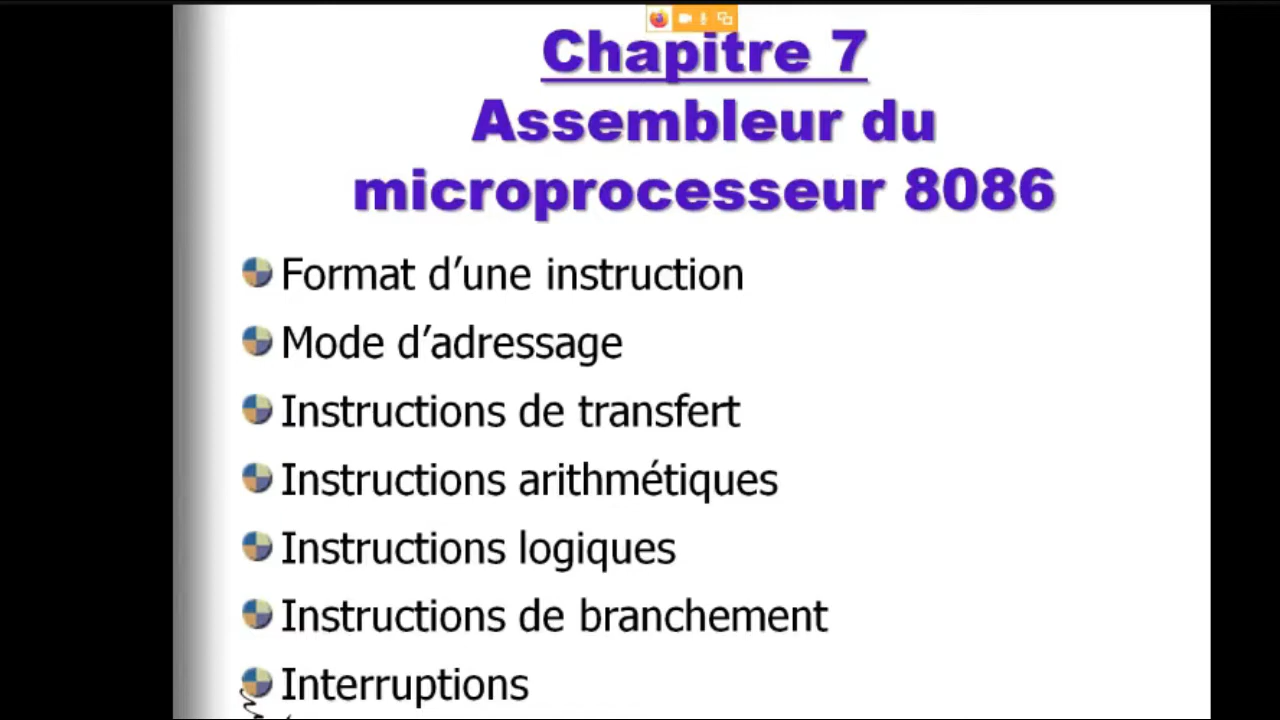 Chapitre 7
Assembleur du
microprocesseur 8086
Format d’une instruction
Mode d’adressage
Instructions de transfert
Instructions arithmétiques
Instructions logiques
Instructions de branchement
Interruptions